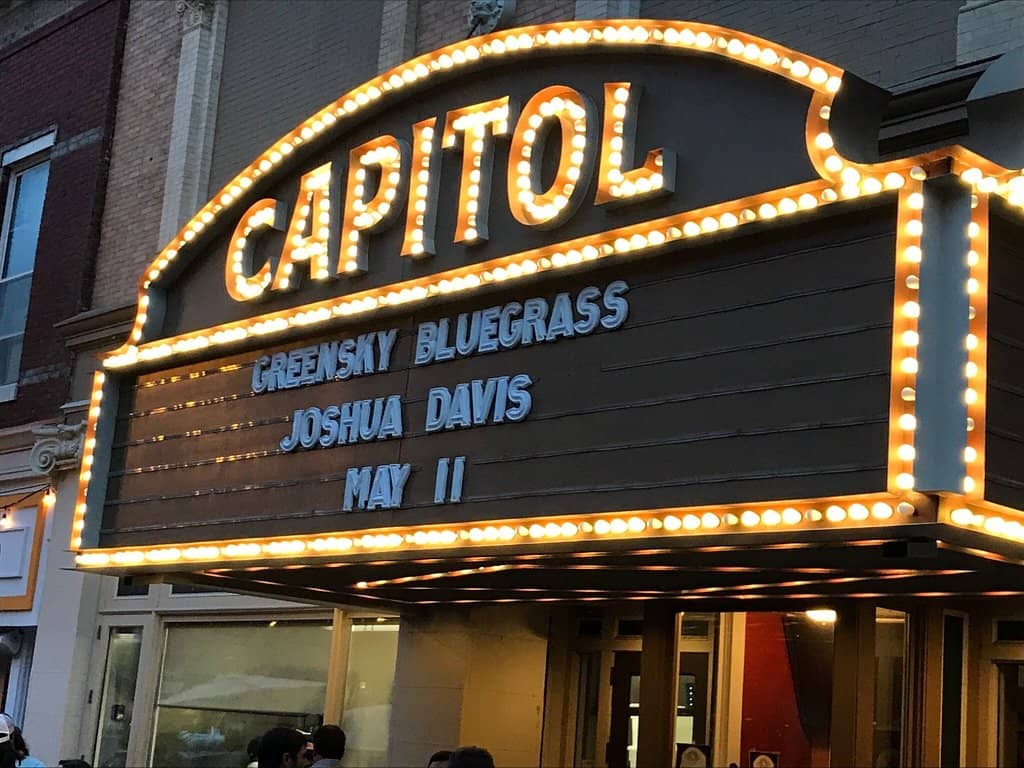 CAPITOL
GREENSKY BLUEGRASS
JOSHUA DAVIS
MAY 11